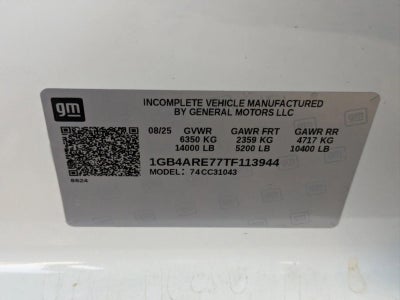 gm
INCOMPLETE VEHICLE MANUFACTURED
BY GENERAL MOTORS LLC
08/25 GVWR GAWR FRT GAWR RR
6350 KG 2359 KG 4717 KG
14000 LB 5200 LB 10400 LB
1GB4ARE77TF113944
MODEL: 74CC31043
6624